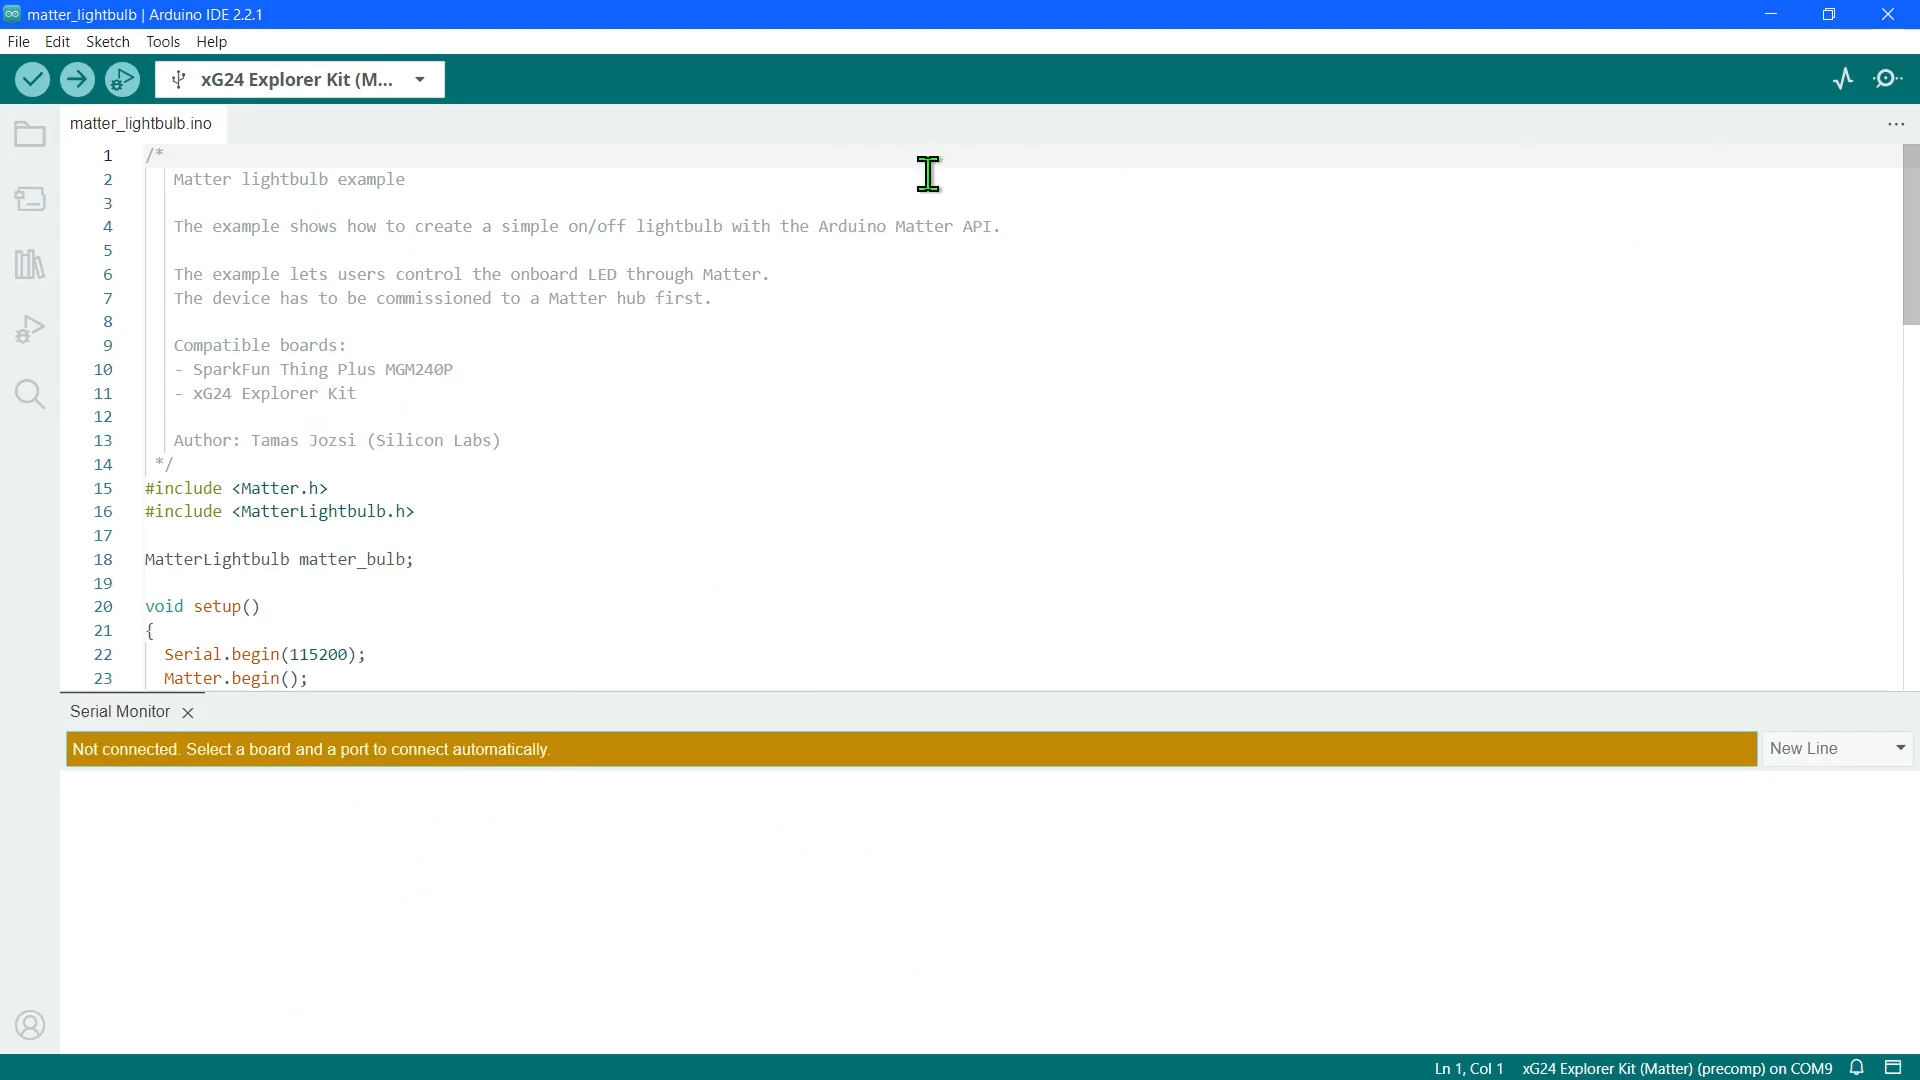 matter_lightbulb | Arduino IDE 2.2.1
File Edit Sketch Tools Help
xG24 Explorer Kit (M...
matter_lightbulb.ino
1 /*
2 Matter lightbulb example
3
4 The example shows how to create a simple on/off lightbulb with the Arduino Matter API.
5
6 The example lets users control the onboard LED through Matter.
7 The device has to be commissioned to a Matter hub first.
8
9 Compatible boards:
10 - SparkFun Thing Plus MGM240P
11 - xG24 Explorer Kit
12
13 Author: Tamas Jozsi (Silicon Labs)
14 */
15 #include <Matter.h>
16 #include <MatterLightbulb.h>
17
18 MatterLightbulb matter_bulb;
19
20 void setup()
21 {
22 Serial.begin(115200);
23 Matter.begin();
Serial Monitor
Not connected. Select a board and a port to connect automatically.
New Line
Ln 1, Col 1 xG24 Explorer Kit (Matter) (precomp) on COM9